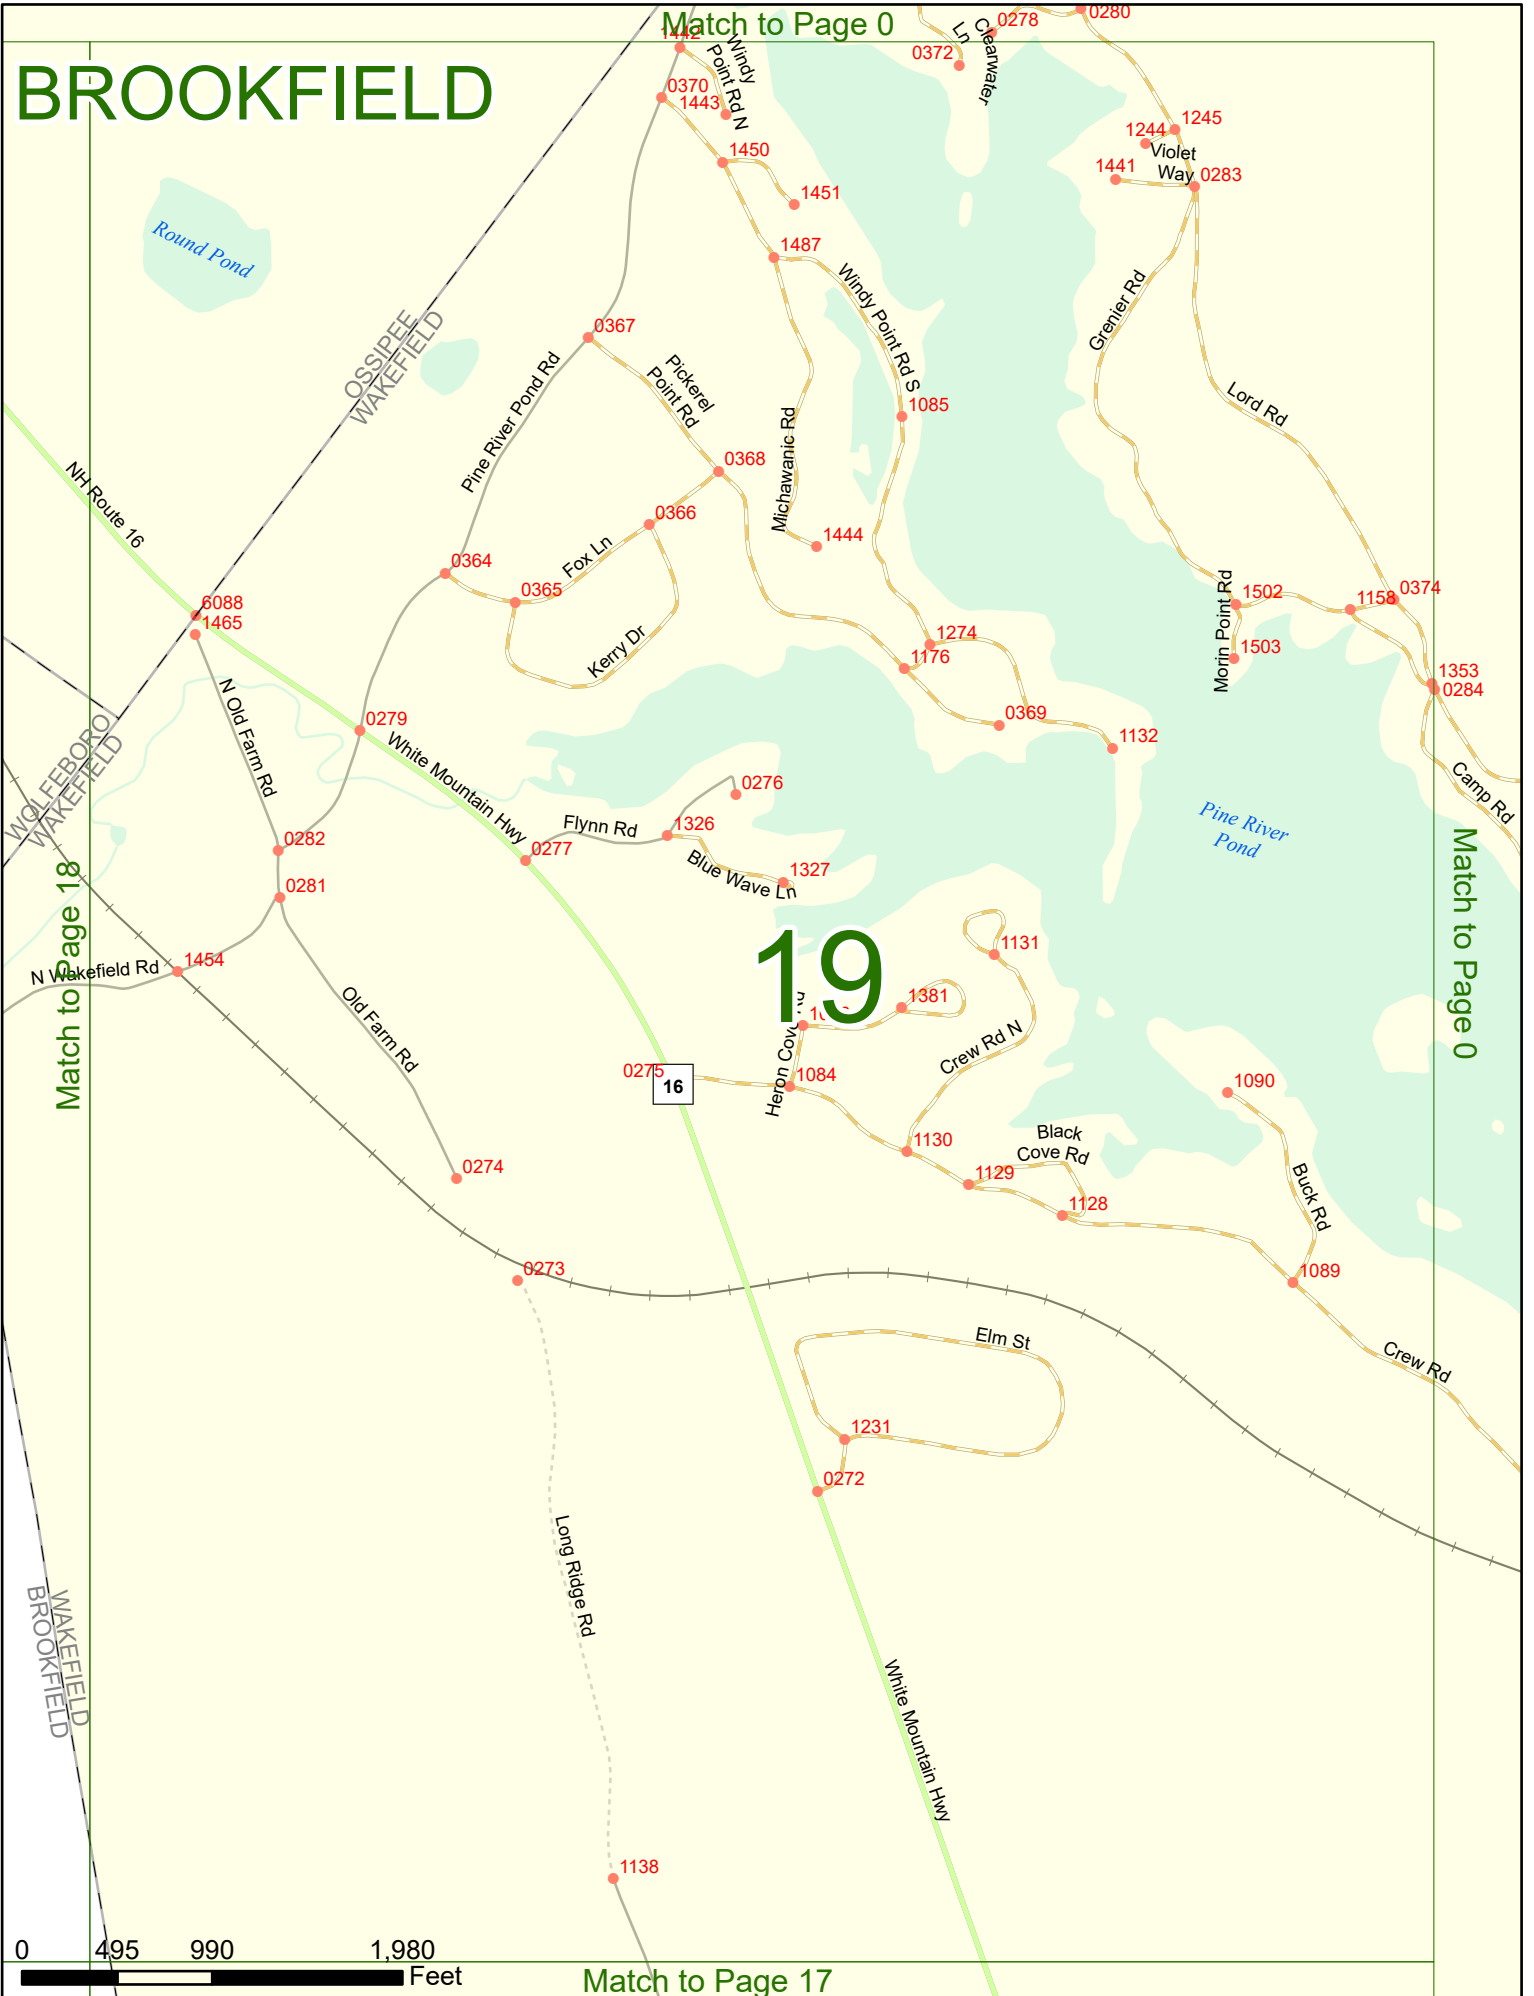 Match to Page 0
BROOKFIELD
1442
Windy
Point Rd N
0370
1443
0372
Clearwater
Ln
0278
0280
1245
1244
Violet
Way
1441
0283
1450
1451
1487
Round Pond
OSSIPEE
WAKEFIELD
0367
Pine River Pond Rd
Pickerel
Point Rd
Windy Point Rd S
Grenier Rd
Lord Rd
1085
Michawanic Rd
0368
0366
NH Route 16
1444
0364
Fox Ln
0365
Kerry Dr
6088
1465
Morin Point Rd
1502
1158
0374
1503
1353
0284
1274
1176
0369
1132
N Old Farm Rd
0279
White Mountain Hwy
WOLFEBORO
WAKEFIELD
0276
Flynn Rd
1326
0277
Blue Wave Ln
1327
Pine River
Pond
Camp Rd
0282
0281
Match to Page 18
Match to Page 0
19
1131
N Wakefield Rd
1454
Old Farm Rd
1381
Heron Cove Rd
Crew Rd N
0275
16
1084
1090
1130
Black
Cove Rd
0274
1129
1128
Buck Rd
0273
1089
Elm St
Crew Rd
1231
0272
Long Ridge Rd
WAKEFIELD
BROOKFIELD
White Mountain Hwy
1138
0 495 990 1,980
Feet
Match to Page 17